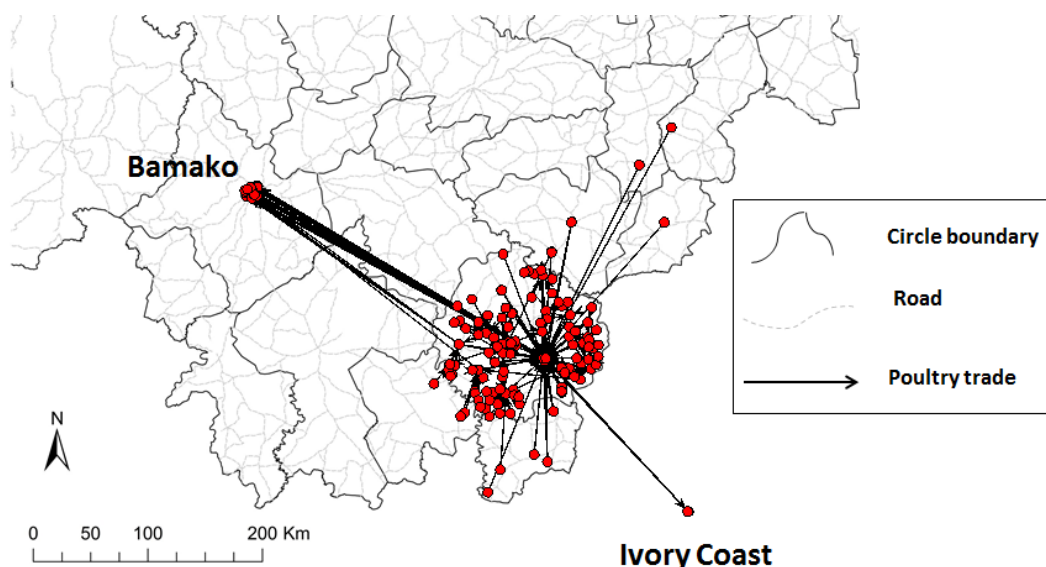 Bamako
Circle boundary
Road
Poultry trade
N
0 50 100 200 Km
Ivory Coast